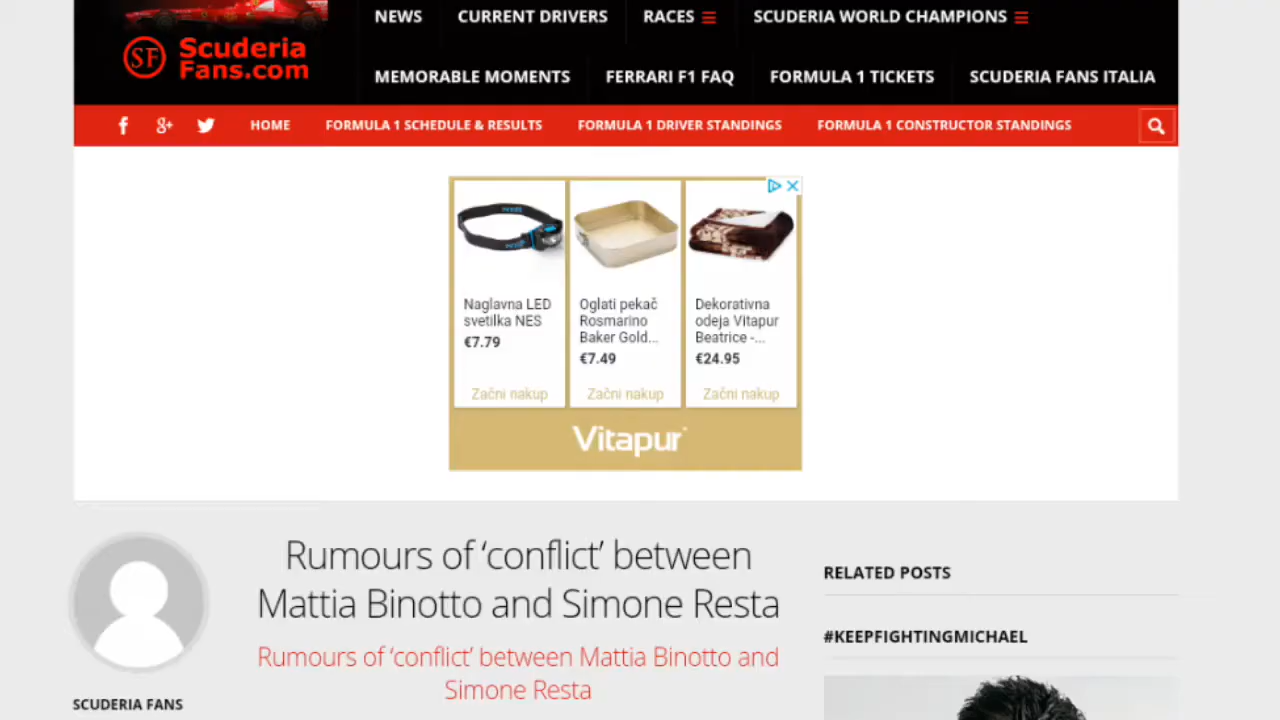 SF Scuderia
Fans.com
NEWS CURRENT DRIVERS RACES SCUDERIA WORLD CHAMPIONS
MEMORABLE MOMENTS FERRARI F1 FAQ FORMULA 1 TICKETS SCUDERIA FANS ITALIA
HOME FORMULA 1 SCHEDULE & RESULTS FORMULA 1 DRIVER STANDINGS FORMULA 1 CONSTRUCTOR STANDINGS
Naglavna LED
svetilka NES
€7.79
Začni nakup
Oglati pekač
Rosmarino
Baker Gold...
€7.49
Začni nakup
Dekorativna
odeja Vitapur
Beatrice -...
€24.95
Začni nakup
Vitapur
Rumours of ‘conflict’ between
Mattia Binotto and Simone Resta
Rumours of ‘conflict’ between Mattia Binotto and
Simone Resta
SCUDERIA FANS
RELATED POSTS
#KEEPFIGHTINGMICHAEL